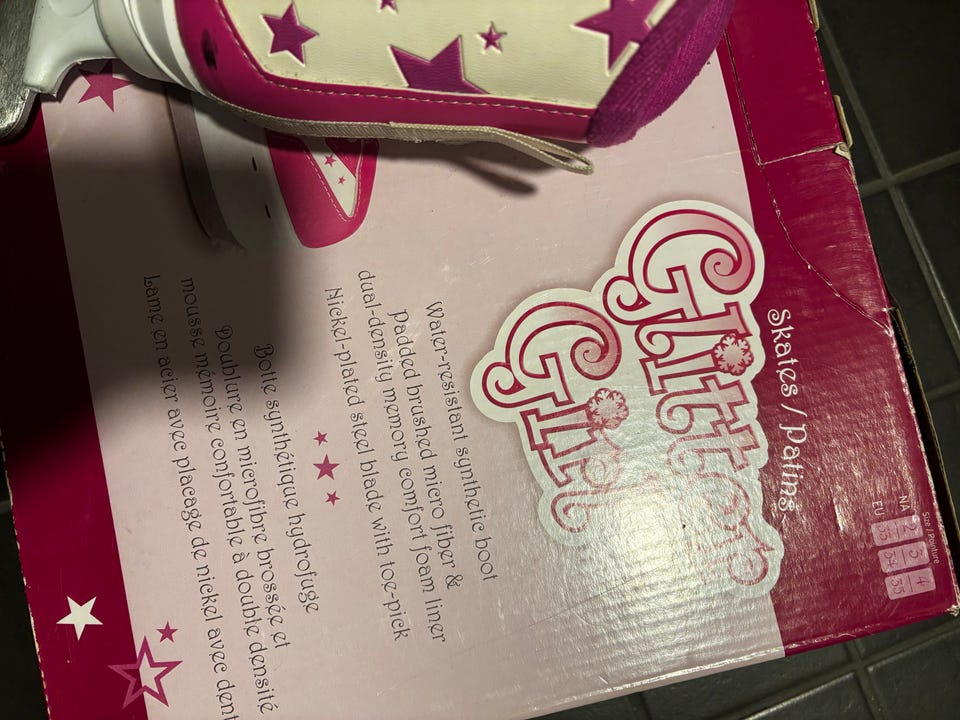 Skates / Patins
Size / Pointure
NA 2 3 4
EU 33 34 35
Glitter
Girl
Water-resistant synthetic boot
Padded brushed micro fiber &
dual-density memory comfort foam liner
Nickel-plated steel blade with toe-pick
Botte synthétique hydrofuge
Doublure en microfibre brossée et
mousse mémoire confortable à double densité
Lame en acier avec placage de nickel avec dent